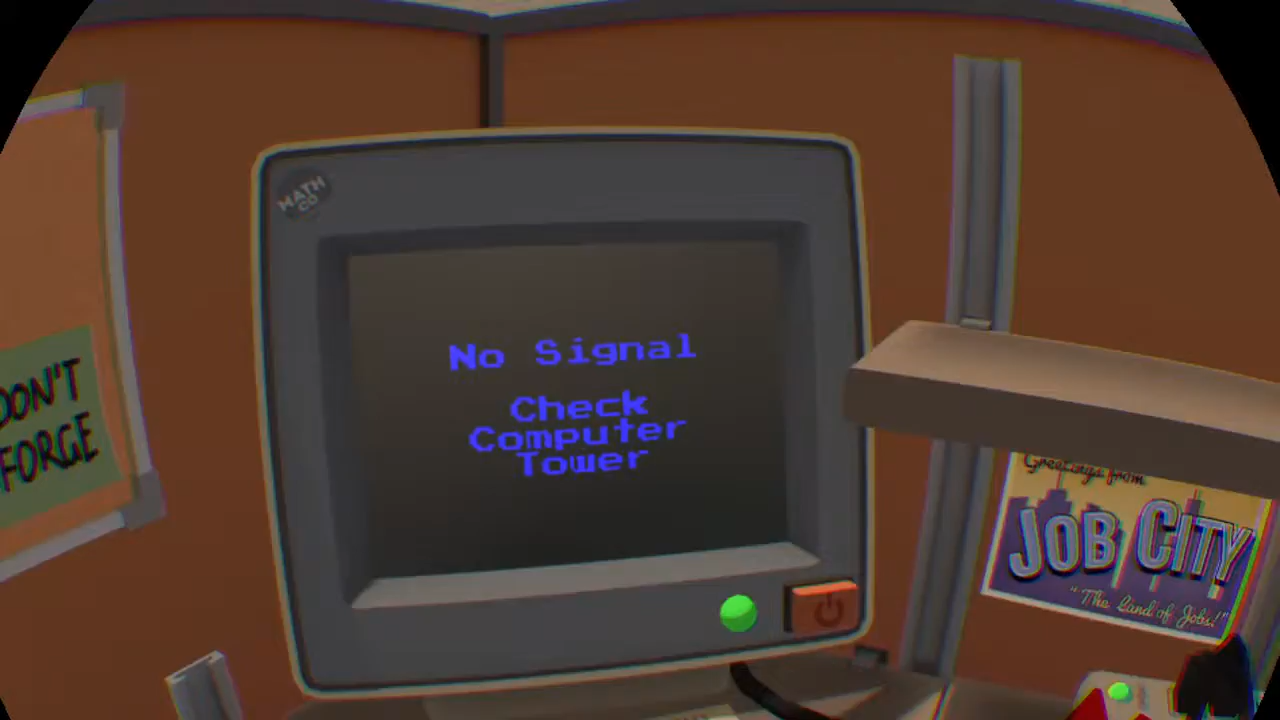 MATH
CO
No Signal
Check
Computer
Tower
DON'T
FORGE
Greetings from
JOB CITY
"The Land of Jobs!"